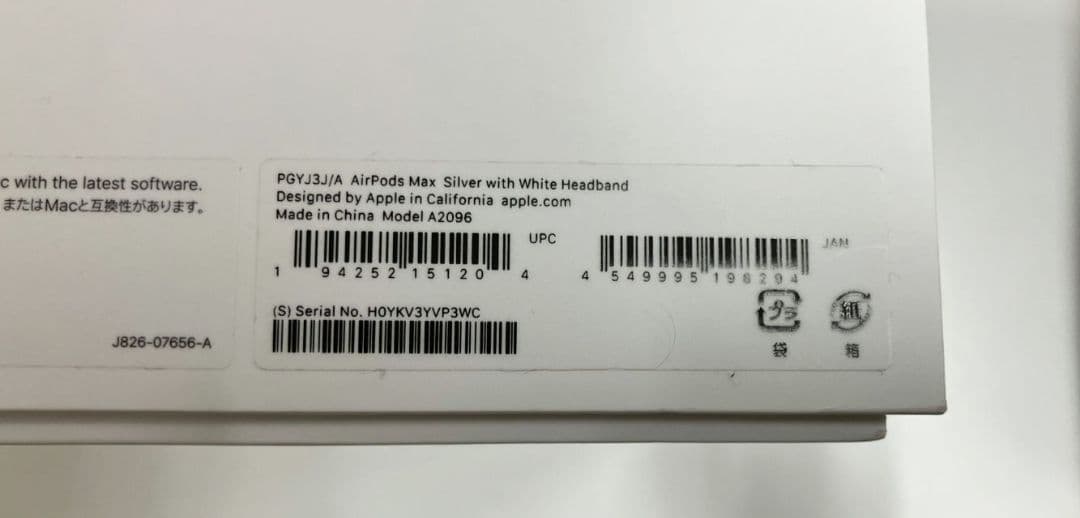 c with the latest software.
またはMacと互換性があります。
J826-07656-A
PGYJ3J/A AirPods Max Silver with White Headband
Designed by Apple in California apple.com
Made in China Model A2096
UPC
1 94252 15120 4
JAN
4 549995 198294
(S) Serial No. H0YKV3YVP3WC
プラ
紙
袋
箱